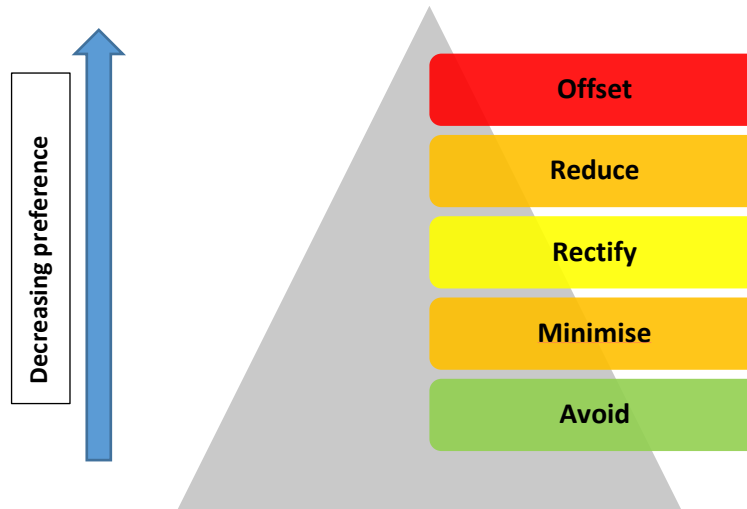 Decreasing preference
Offset
Reduce
Rectify
Minimise
Avoid